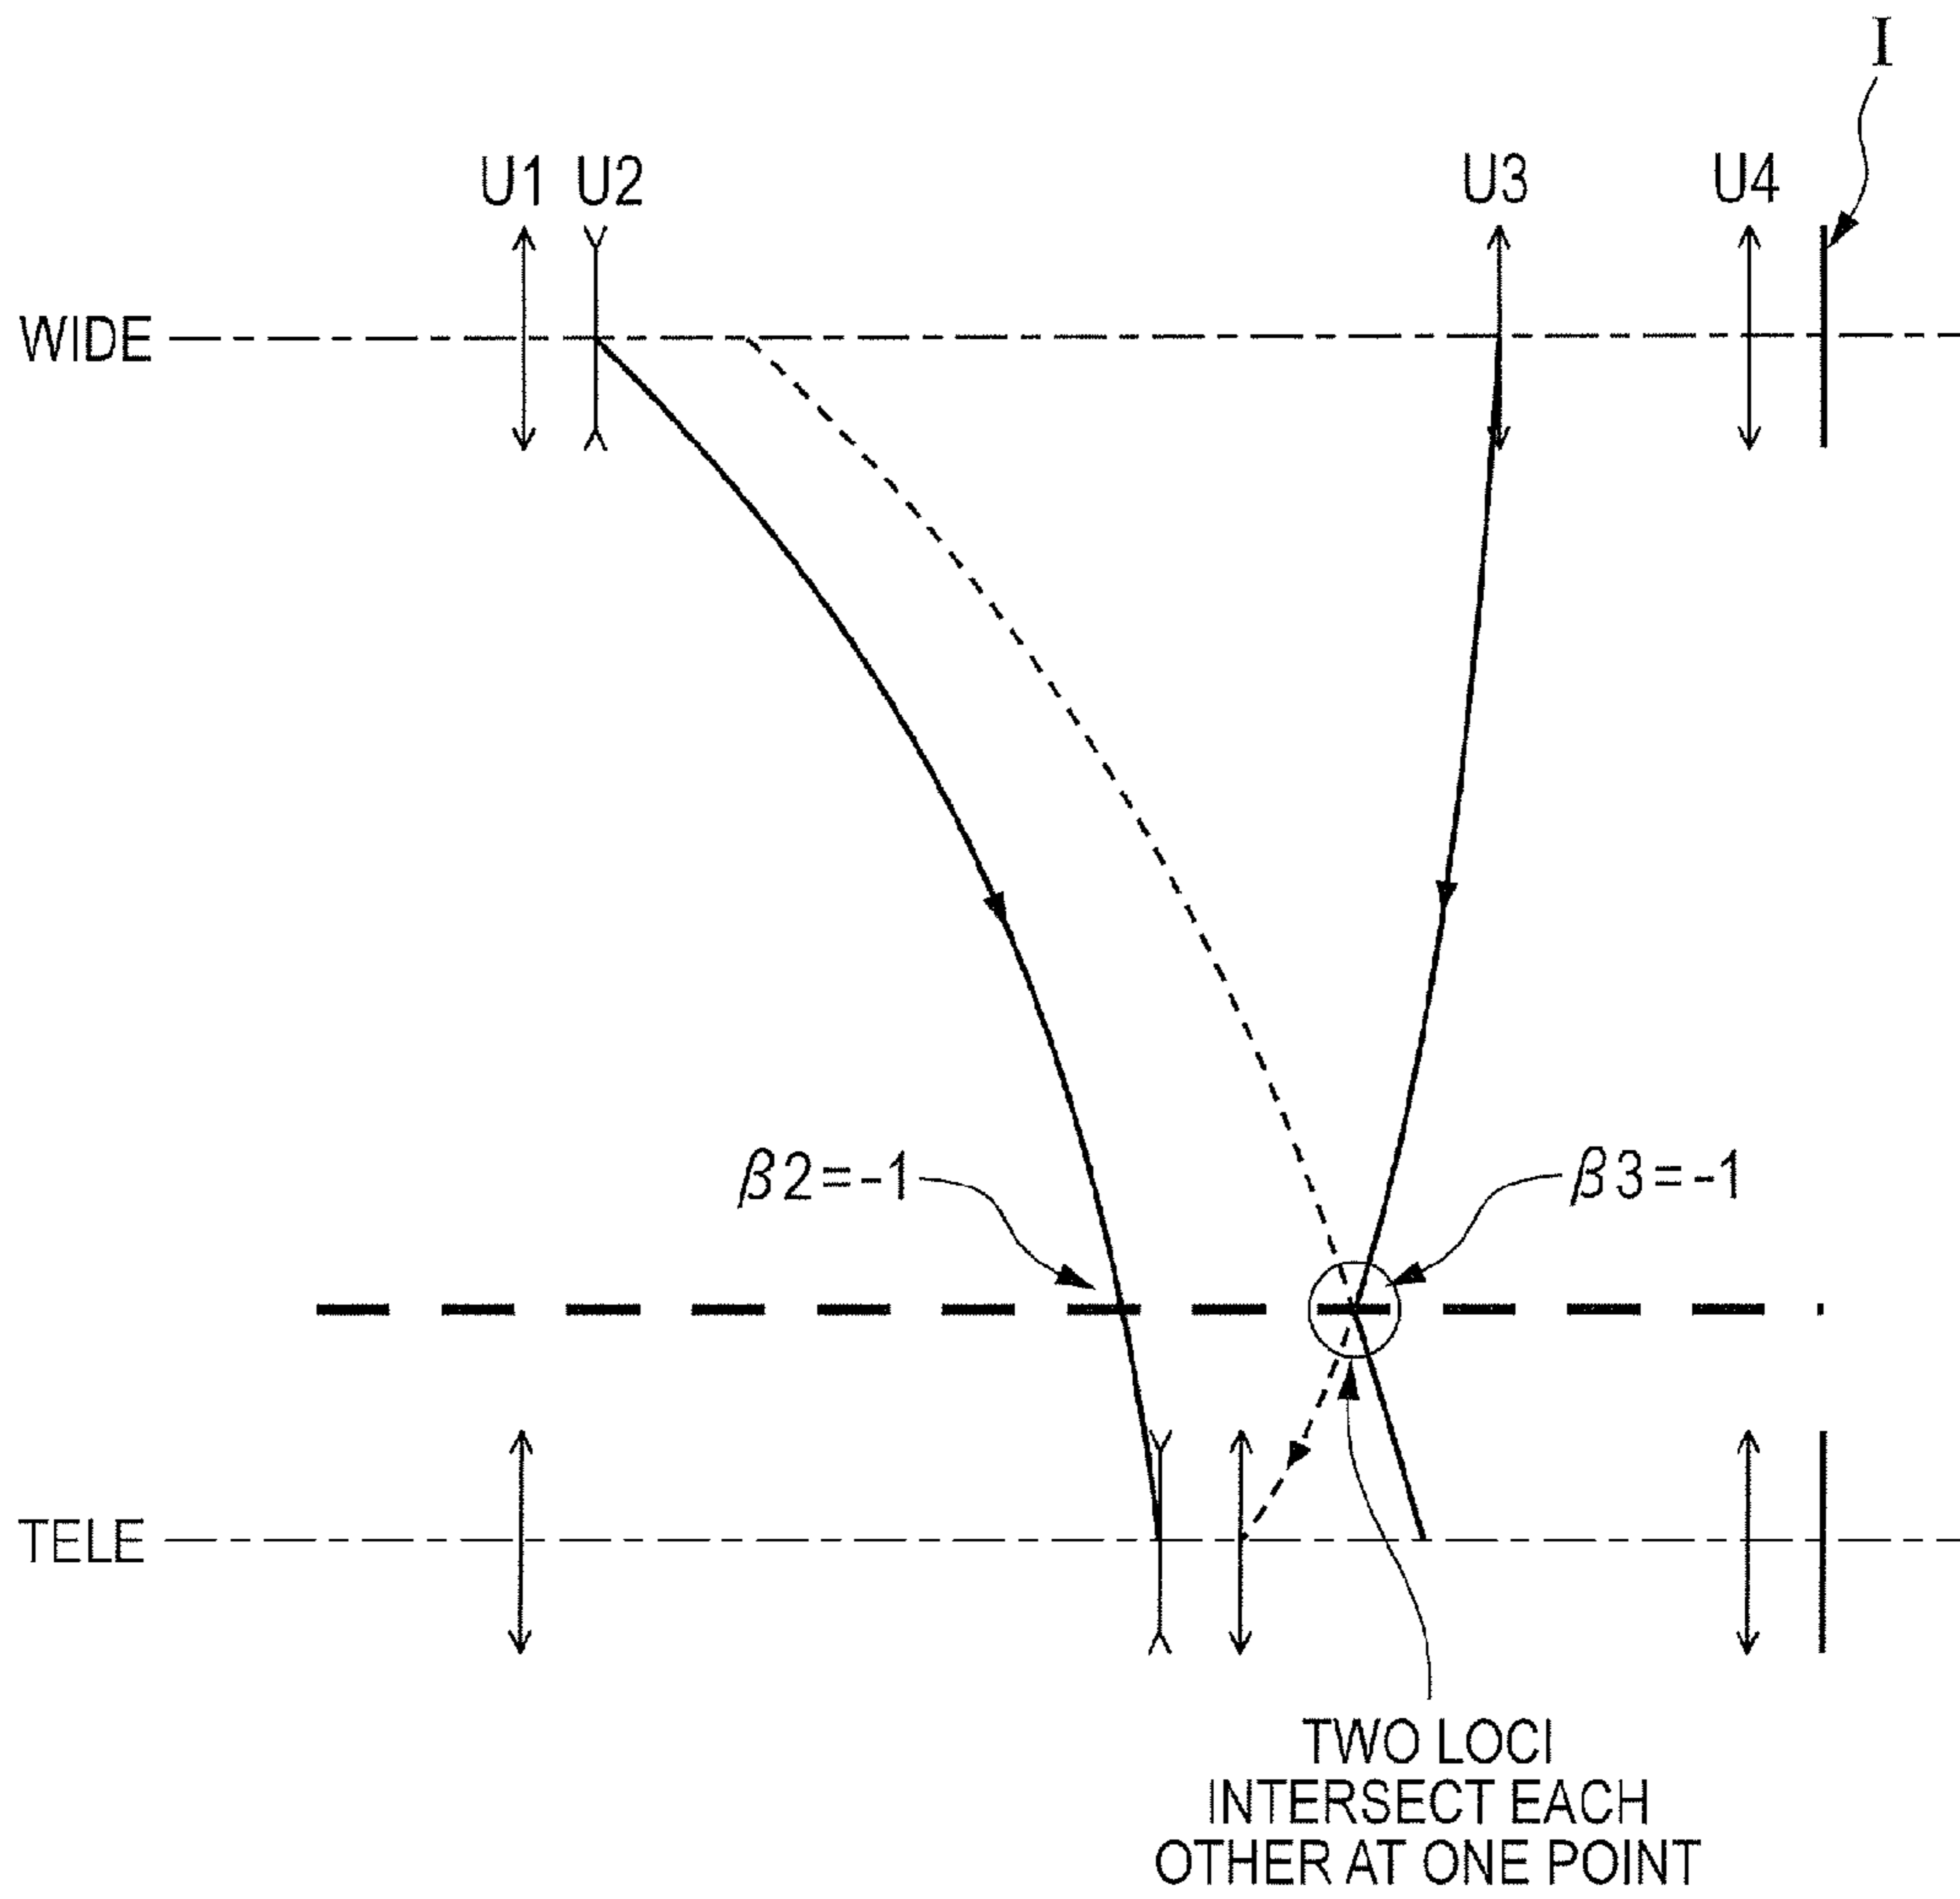 I
U1 U2 U3 U4
WIDE
β2=-1
β3=-1
TELE
TWO LOCI
INTERSECT EACH
OTHER AT ONE POINT